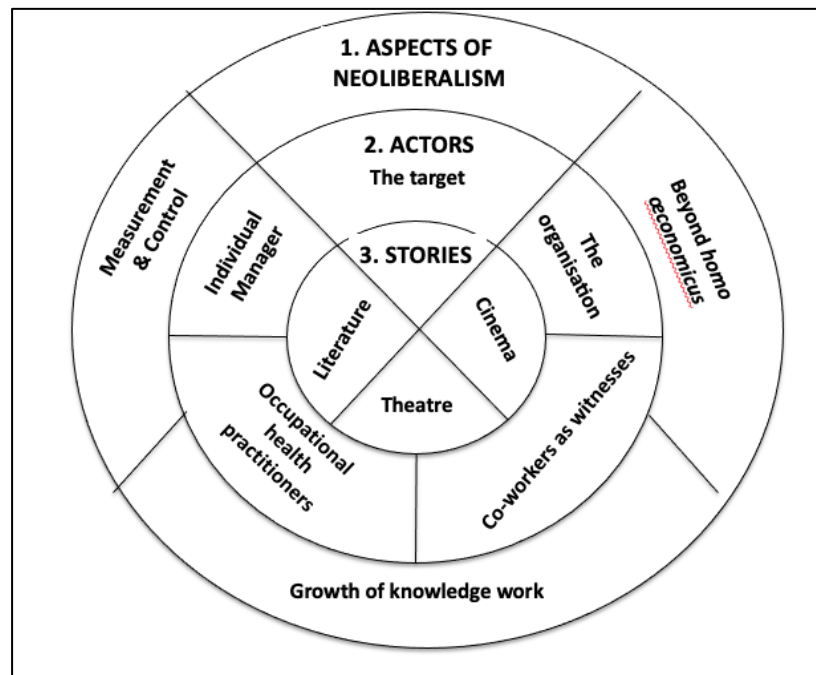 1. ASPECTS OF
NEOLIBERALISM
2. ACTORS
The target
3. STORIES
Measurement
& Control
Individual
Manager
The
organisation
Beyond homo
œconomicus
Literature
Cinema
Theatre
Occupational
health
practitioners
Co-workers as witnesses
Growth of knowledge work